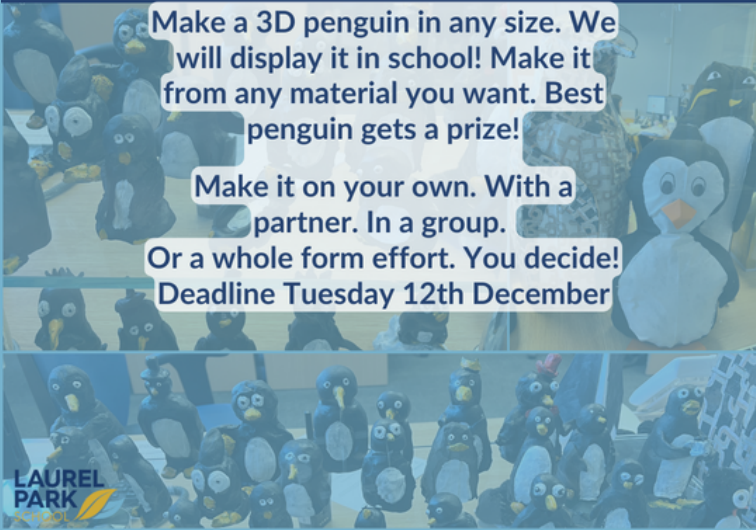 Make a 3D penguin in any size. We
will display it in school! Make it
from any material you want. Best
penguin gets a prize!
Make it on your own. With a
partner. In a group.
Or a whole form effort. You decide!
Deadline Tuesday 12th December
LAUREL
PARK
SCHOOL